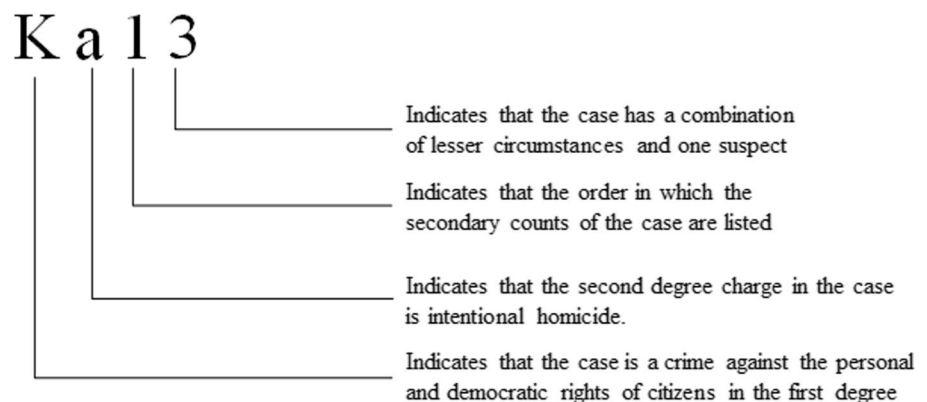 K a 1 3
Indicates that the case has a combination
of lesser circumstances and one suspect
Indicates that the order in which the
secondary counts of the case are listed
Indicates that the second degree charge in the case
is intentional homicide.
Indicates that the case is a crime against the personal
and democratic rights of citizens in the first degree